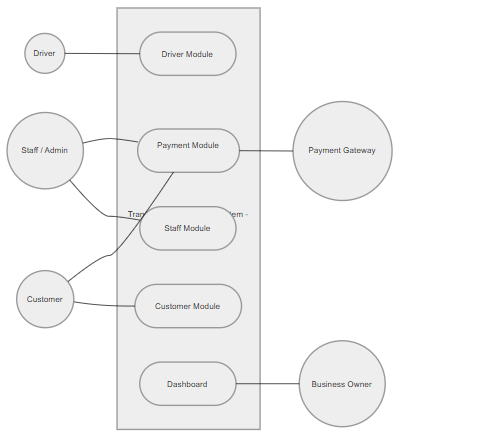 Driver
Driver Module
Staff / Admin
Payment Module
Payment Gateway
Staff Module
Customer
Customer Module
Dashboard
Business Owner